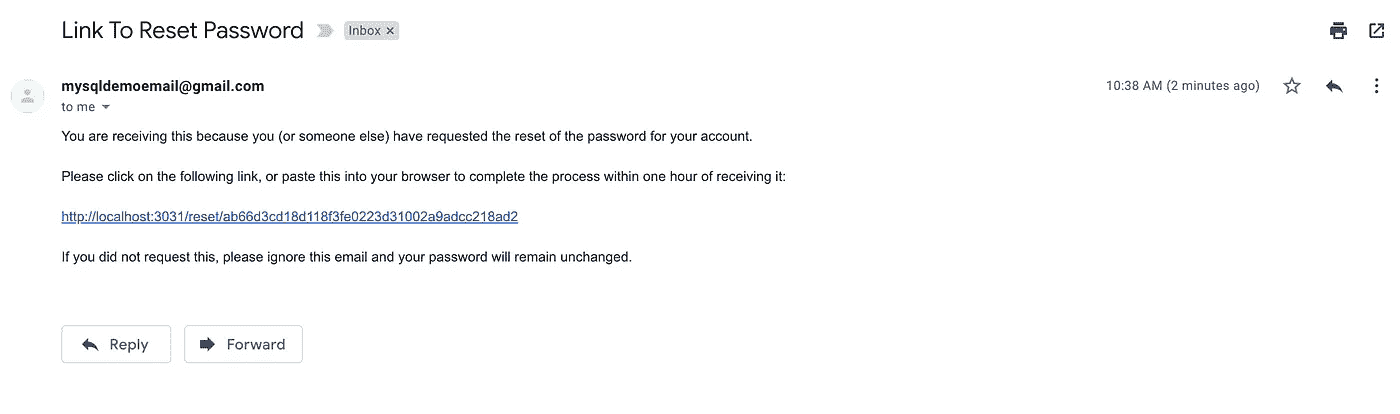 Link To Reset Password Inbox ×
mysqldemoemail@gmail.com 10:38 AM (2 minutes ago)
to me
You are receiving this because you (or someone else) have requested the reset of the password for your account.
Please click on the following link, or paste this into your browser to complete the process within one hour of receiving it:
http://localhost:3031/reset/ab66d3cd18d118f3fe0223d31002a9adcc218ad2
If you did not request this, please ignore this email and your password will remain unchanged.
Reply Forward